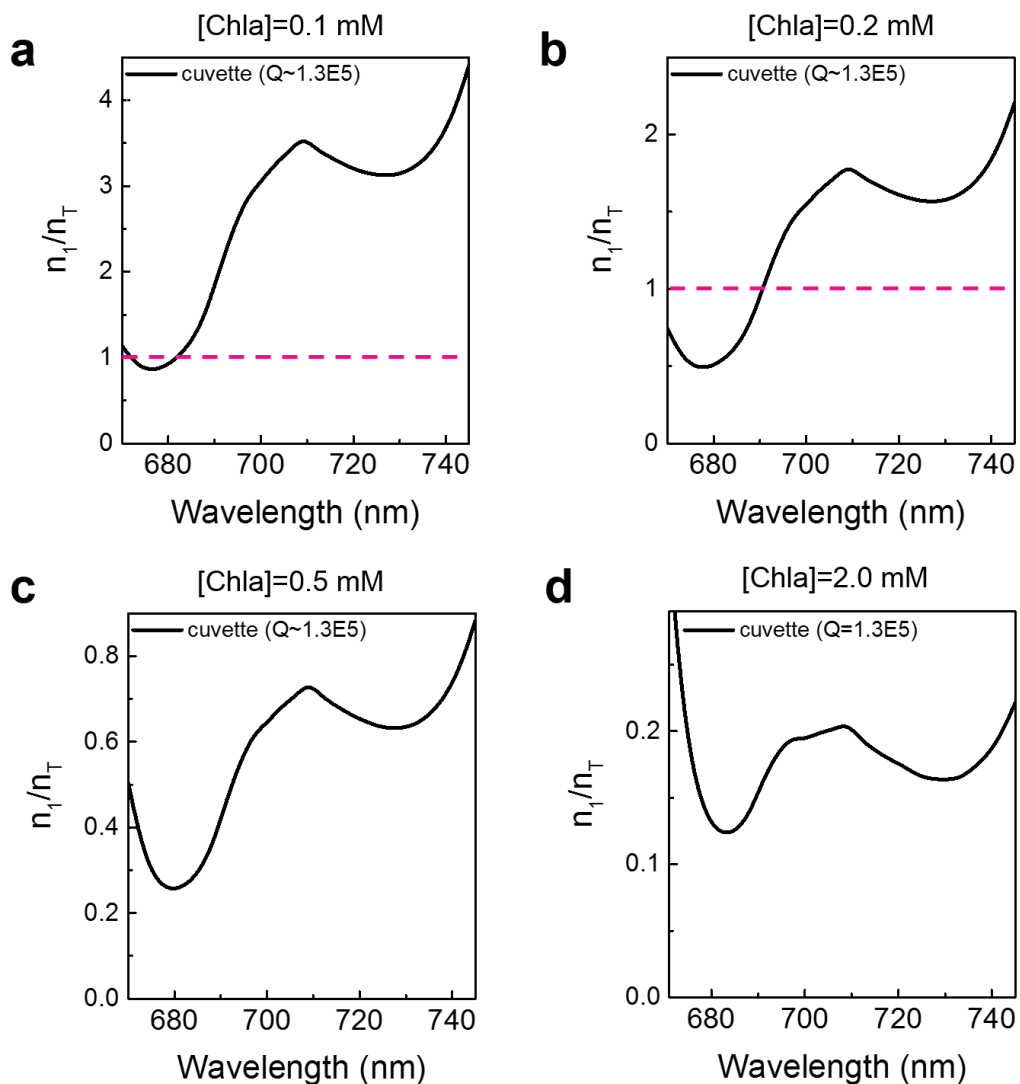 a
[Chla]=0.1 mM
cuvette (Q~1.3E5)
n1/nT
4
3
2
1
0
680 700 720 740
Wavelength (nm)
b
[Chla]=0.2 mM
cuvette (Q~1.3E5)
n1/nT
2
1
0
680 700 720 740
Wavelength (nm)
c
[Chla]=0.5 mM
cuvette (Q~1.3E5)
n1/nT
0.8
0.6
0.4
0.2
0.0
680 700 720 740
Wavelength (nm)
d
[Chla]=2.0 mM
cuvette (Q=1.3E5)
n1/nT
0.2
0.1
0.0
680 700 720 740
Wavelength (nm)